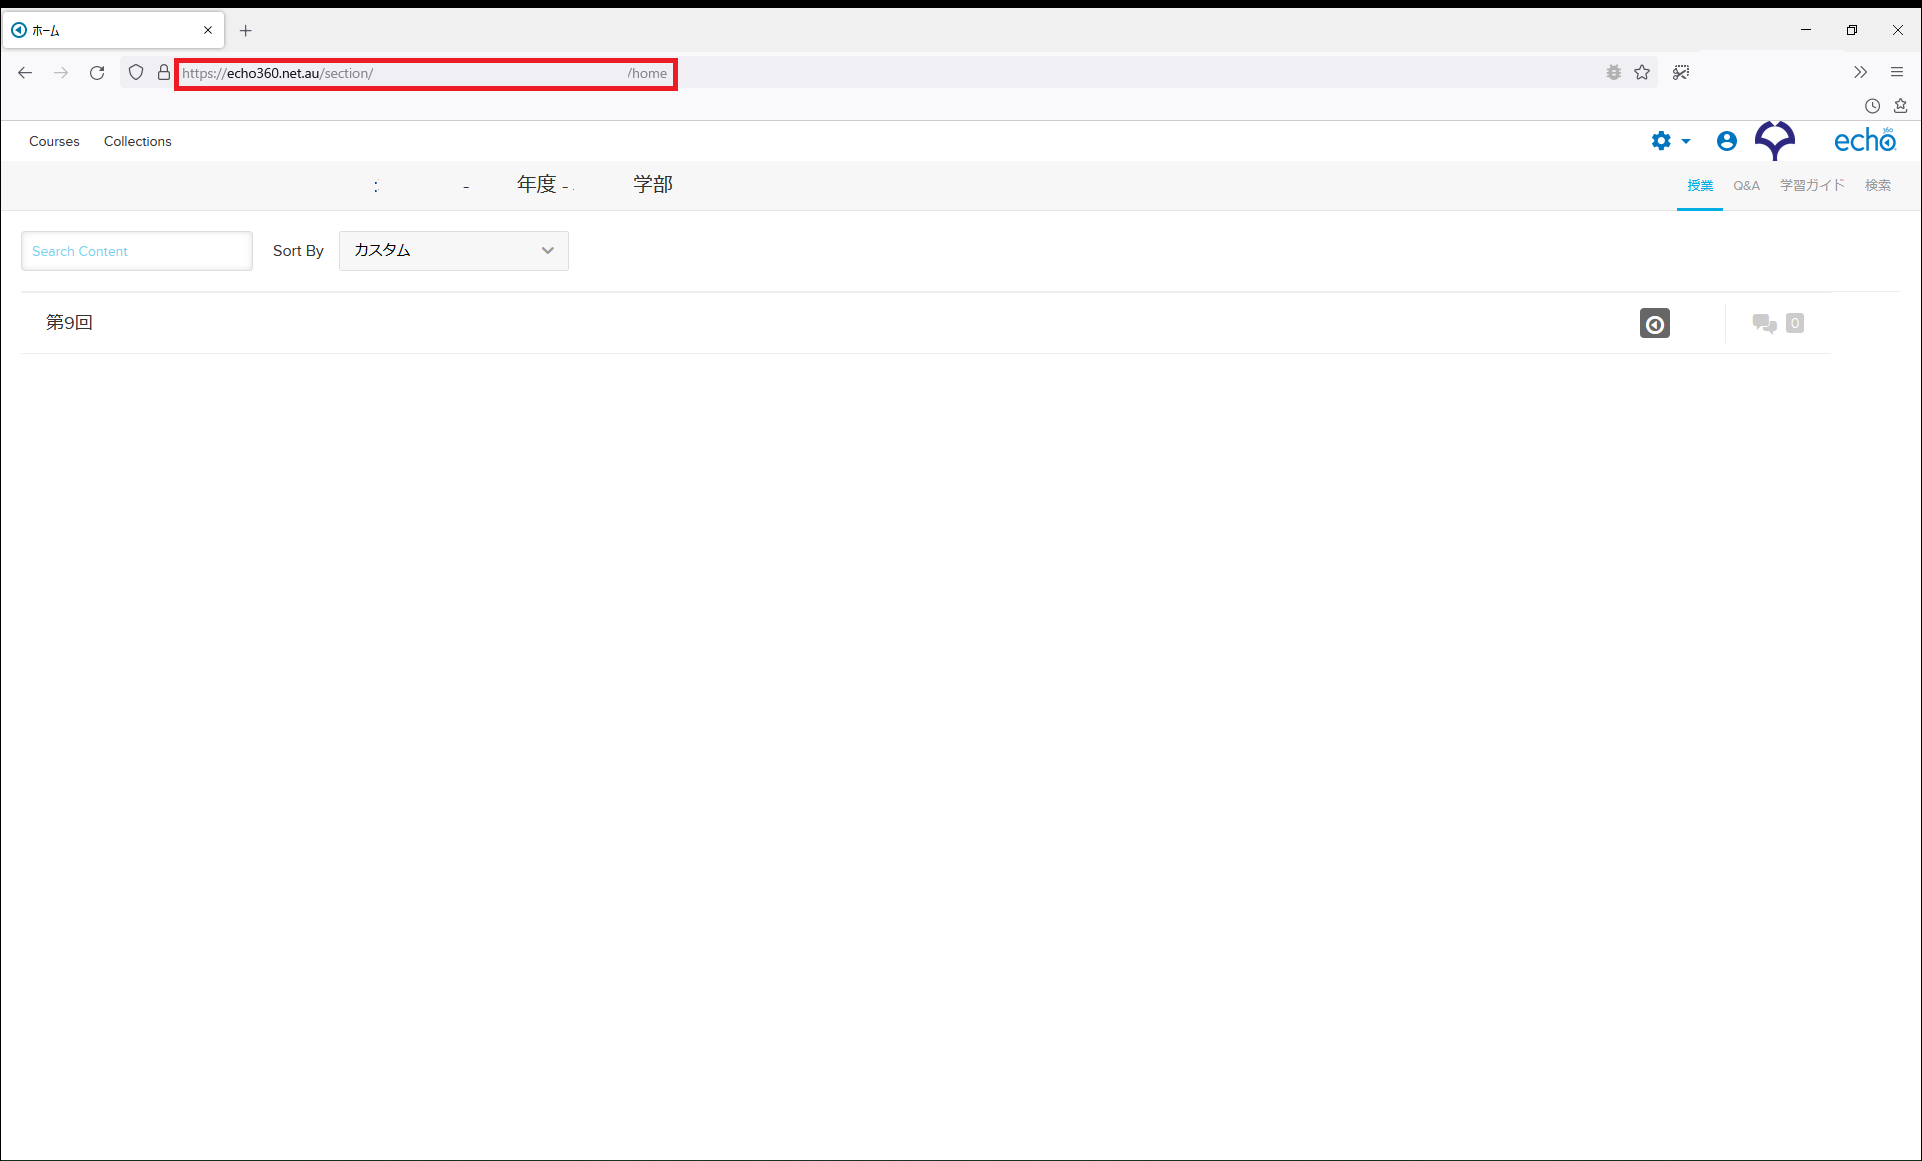 ホーム
https://echo360.net.au/section/ /home
Courses Collections
echo360
: - 年度 - 学部
授業 Q&A 学習ガイド 検索
Search Content Sort By カスタム
第9回 0